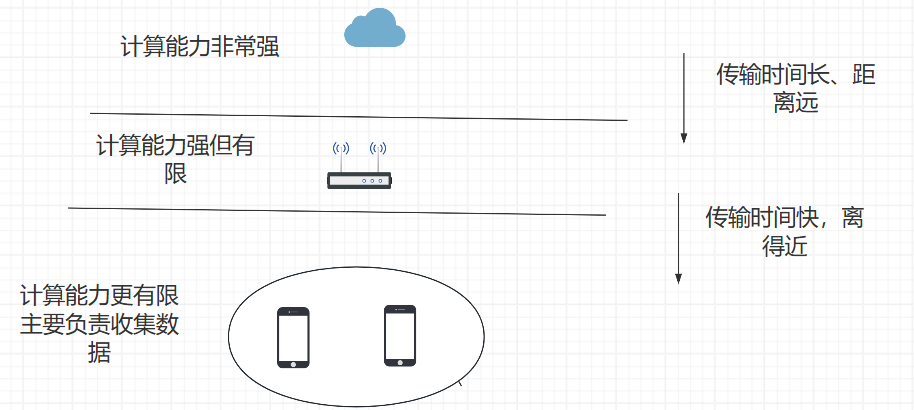 计算能力非常强
传输时间长、距
离远
计算能力强但有
限
传输时间快，离
得近
计算能力更有限
主要负责收集数
据